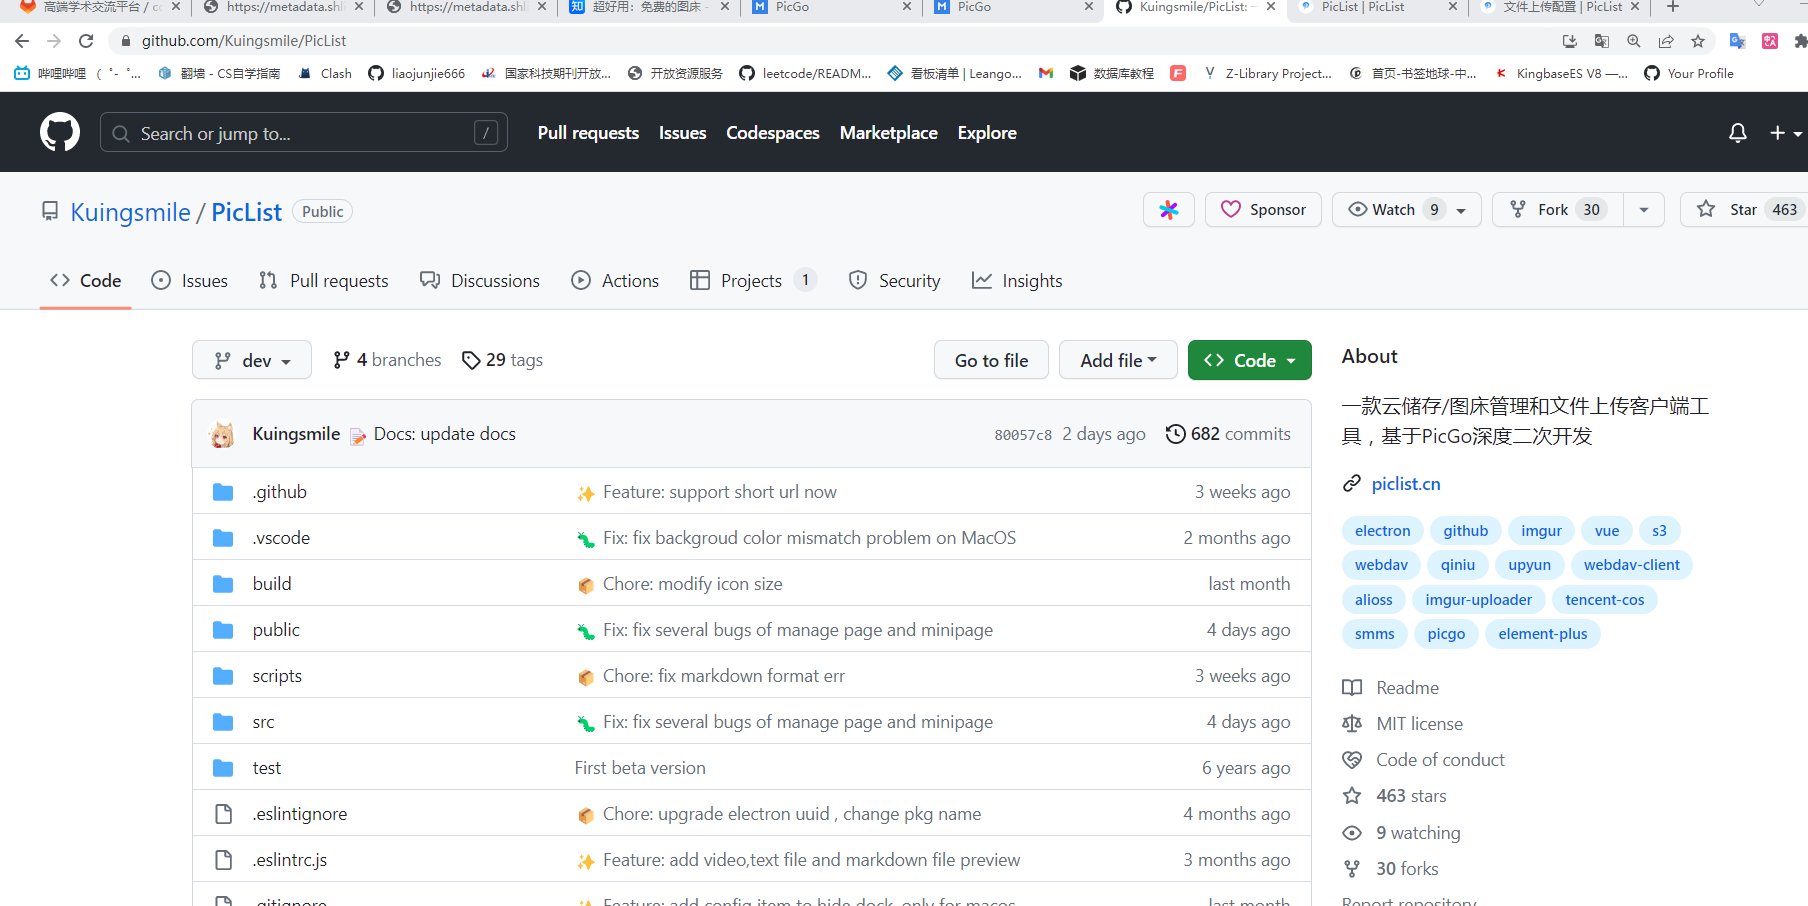 高端学术交流平台 / co
https://metadata.shli
https://metadata.shli
超好用：免费的图床 -
PicGo
PicGo
Kuingsmile/PicList: 一
PicList | PicList
文件上传配置 | PicList
github.com/Kuingsmile/PicList
哔哩哔哩 （゜-゜...
翻墙 - CS自学指南
Clash
liaojunjie666
国家科技期刊开放...
开放资源服务
leetcode/READM...
看板清单 | Leango...
数据库教程
Z-Library Project...
首页-书签地球-中...
KingbaseES V8 —...
Your Profile
Search or jump to...
/
Pull requests
Issues
Codespaces
Marketplace
Explore
Kuingsmile / PicList
Public
Sponsor
Watch 9
Fork 30
Star 463
Code
Issues
Pull requests
Discussions
Actions
Projects 1
Security
Insights
dev
4 branches
29 tags
Go to file
Add file
Code
Kuingsmile Docs: update docs 80057c8 2 days ago 682 commits
.github Feature: support short url now 3 weeks ago
.vscode Fix: fix backgroud color mismatch problem on MacOS 2 months ago
build Chore: modify icon size last month
public Fix: fix several bugs of manage page and minipage 4 days ago
scripts Chore: fix markdown format err 3 weeks ago
src Fix: fix several bugs of manage page and minipage 4 days ago
test First beta version 6 years ago
.eslintignore Chore: upgrade electron uuid , change pkg name 4 months ago
.eslintrc.js Feature: add video,text file and markdown file preview 3 months ago
.gitignore Feature: add config item to hide dock, only for macos last month
About
一款云储存/图床管理和文件上传客户端工
具，基于PicGo深度二次开发
piclist.cn
electron github imgur vue s3
webdav qiniu upyun webdav-client
alioss imgur-uploader tencent-cos
smms picgo element-plus
Readme
MIT license
Code of conduct
463 stars
9 watching
30 forks
Report repository